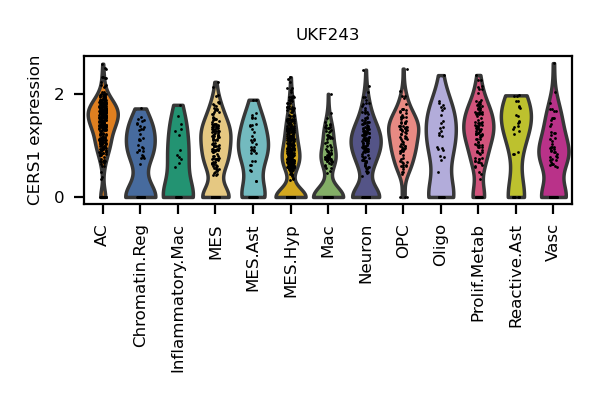 UKF243
CERS1 expression
2
0
AC
Chromatin.Reg
Inflammatory.Mac
MES
MES.Ast
MES.Hyp
Mac
Neuron
OPC
Oligo
Prolif.Metab
Reactive.Ast
Vasc